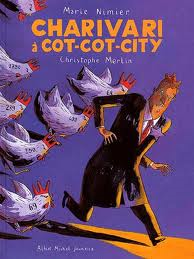 Marie Nimier
CHARIVARI
à COT-COT-CITY
Christophe Merlin
Albin Michel Jeunesse